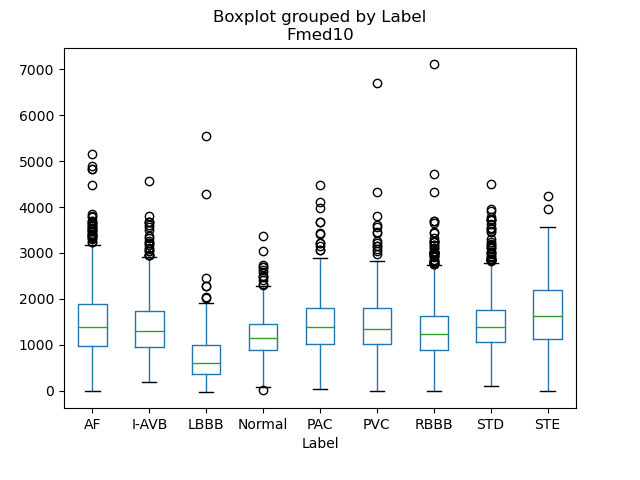 Boxplot grouped by Label
Fmed10
7000
6000
5000
4000
3000
2000
1000
0
AF I-AVB LBBB Normal PAC PVC RBBB STD STE
Label